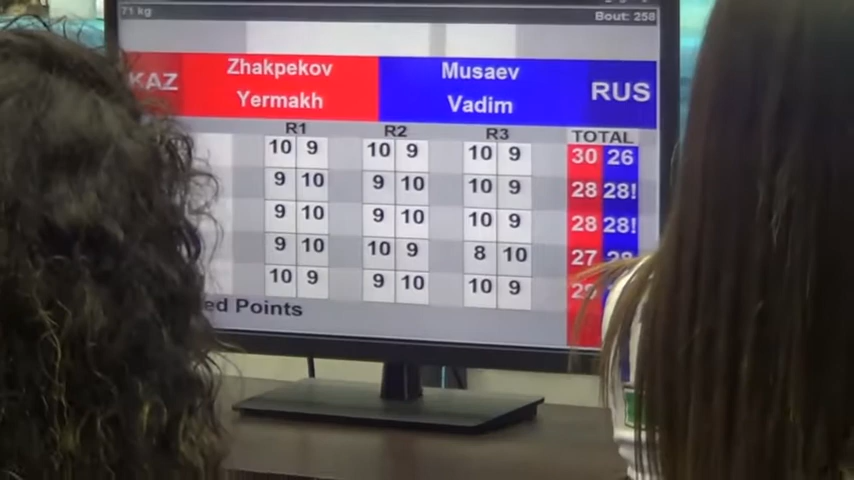 71 kg Bout: 258
KAZ Zhakpekov Musaev RUS
Yermakh Vadim
R1 R2 R3 TOTAL
10 9 10 9 10 9 30 26
9 10 9 10 10 9 28 28!
9 10 9 10 10 9 28 28!
9 10 10 9 8 10 27
10 9 9 10 10 9
ed Points